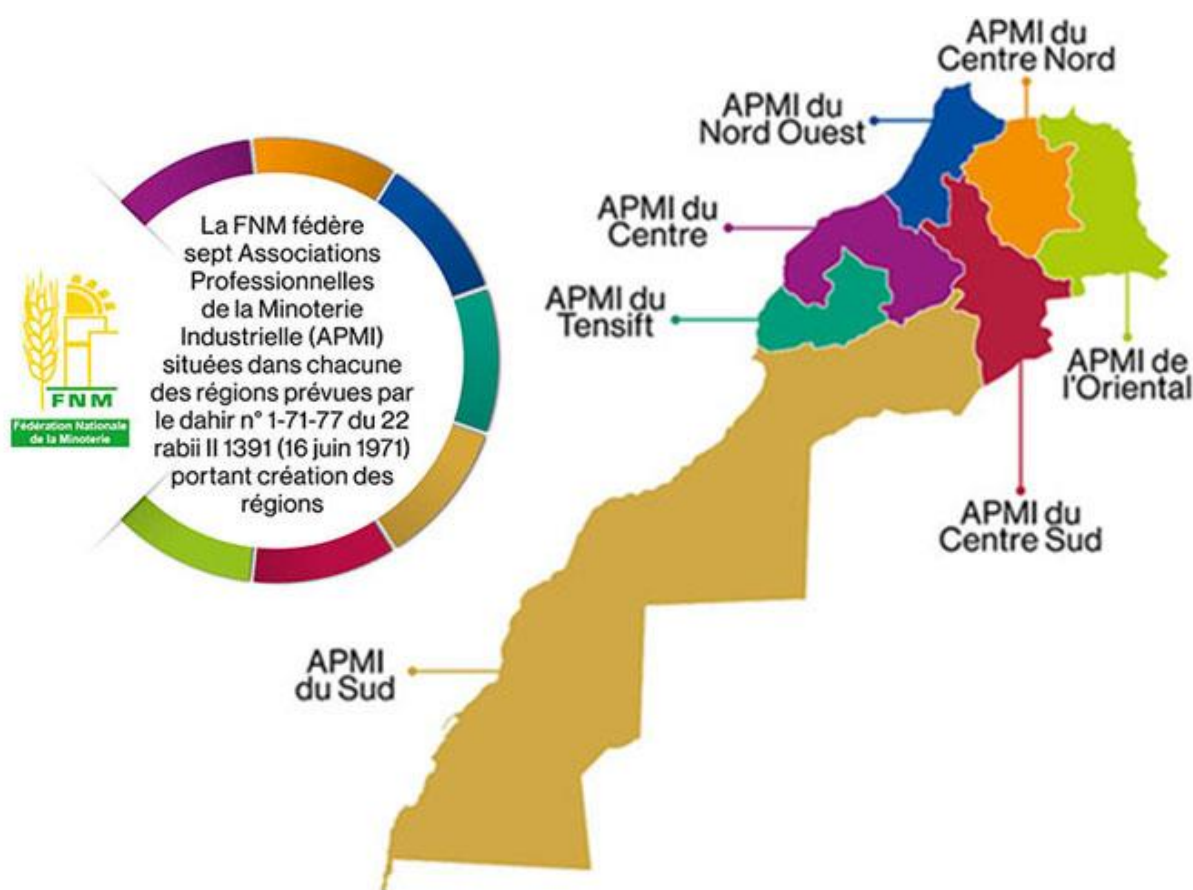 La FNM fédère
sept Associations
Professionnelles
de la Minoterie
Industrielle (APMI)
situées dans chacune
des régions prévues par
le dahir n° 1-71-77 du 22
rabii II 1391 (16 juin 1971)
portant création des
régions
FNM
Fédération Nationale
de la Minoterie
APMI du
Centre Nord
APMI du
Nord Ouest
APMI du
Centre
APMI du
Tensift
APMI de
l'Oriental
APMI du
Centre Sud
APMI
du Sud